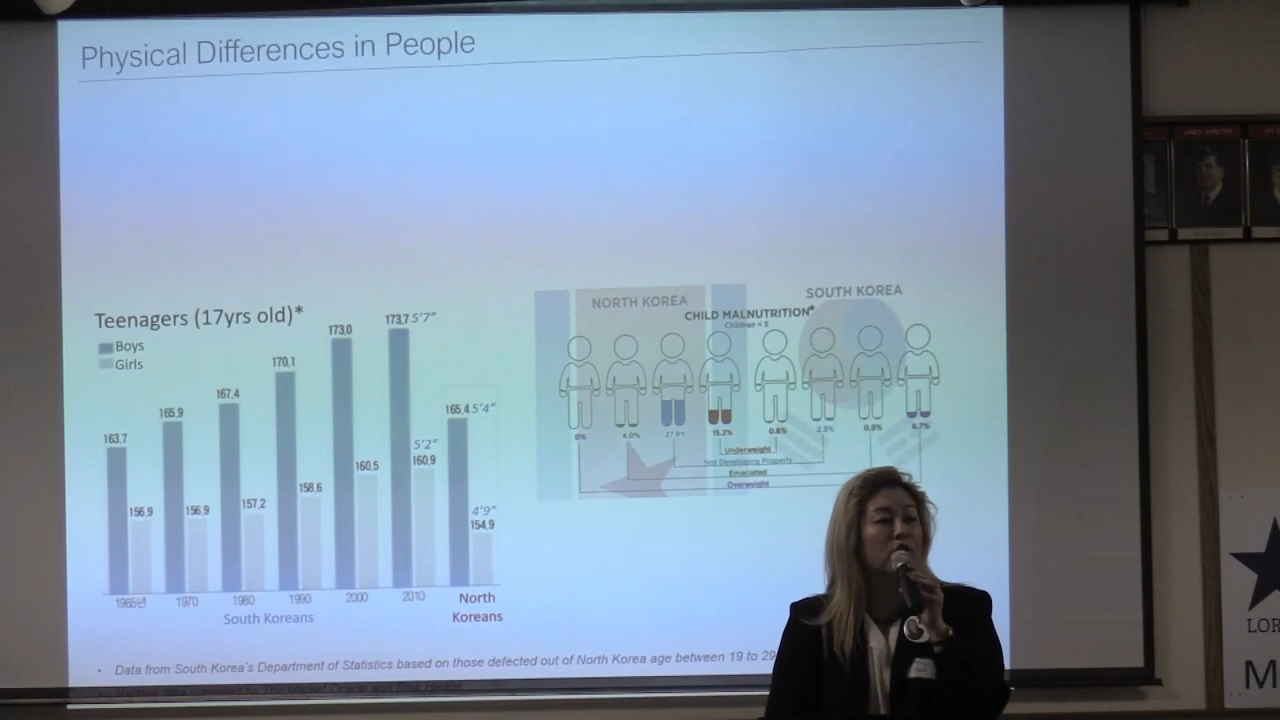 Physical Differences in People
Teenagers (17yrs old)*
Boys
Girls
163.7
156.9
1965년
165.9
156.9
1970
167.4
157.2
1980
170.1
158.6
1990
173.0
160.5
2000
173.7 5'7"
5'2"
160.9
2010
165.4 5'4"
4'9"
154.9
North
Koreans
South Koreans
NORTH KOREA
SOUTH KOREA
CHILD MALNUTRITION*
Children < 5
0%
4.0%
27.9%
15.2%
0.6%
2.5%
0.9%
6.7%
Underweight
Not Developing Properly
Emaciated
Overweight
• Data from South Korea's Department of Statistics based on those defected out of North Korea age between 19 to 29
LOR
M